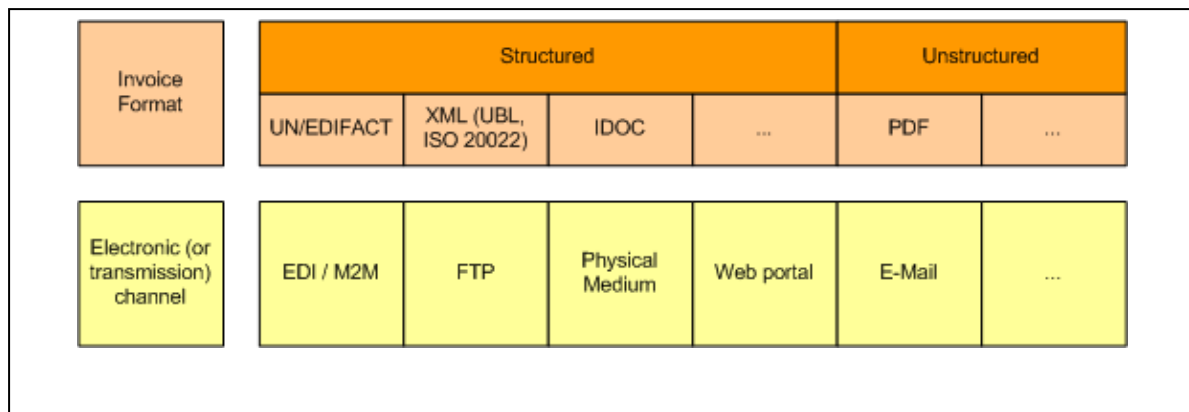 Invoice
Format
Structured
Unstructured
UN/EDIFACT
XML (UBL,
ISO 20022)
IDOC
...
PDF
...
Electronic (or
transmission)
channel
EDI / M2M
FTP
Physical
Medium
Web portal
E-Mail
...